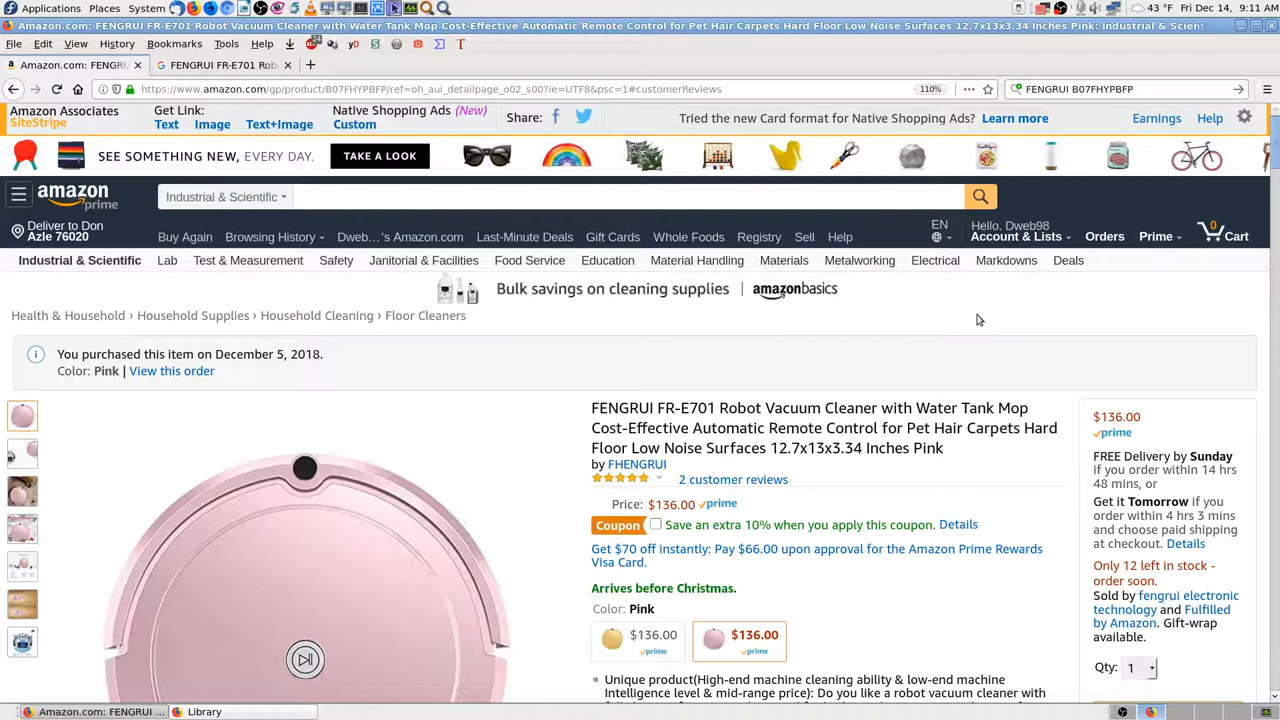 Applications Places System 43 °F Fri Dec 14, 9:11 AM
Amazon.com: FENGRUI FR-E701 Robot Vacuum Cleaner with Water Tank Mop Cost-Effective Automatic Remote Control for Pet Hair Carpets Hard Floor Low Noise Surfaces 12.7x13x3.34 Inches Pink: Industrial & Scient
File Edit View History Bookmarks Tools Help
Amazon.com: FENGRU × FENGRUI FR-E701 Rob × +
https://www.amazon.com/gp/product/B07FHYPBFP/ref=oh_aui_detailpage_o02_s00?ie=UTF8&psc=1#customerReviews 110% FENGRUI B07FHYPBFP
Amazon Associates
SiteStripe
Get Link:
Text Image Text+Image
Native Shopping Ads (New)
Custom
Share:
Tried the new Card format for Native Shopping Ads? Learn more
Earnings Help
SEE SOMETHING NEW, EVERY DAY. TAKE A LOOK
amazon
prime
Industrial & Scientific
Deliver to Don
Azle 76020
Buy Again Browsing History Dweb...'s Amazon.com Last-Minute Deals Gift Cards Whole Foods Registry Sell Help
EN
Hello, Dweb98
Account & Lists Orders Prime 0 Cart
Industrial & Scientific Lab Test & Measurement Safety Janitorial & Facilities Food Service Education Material Handling Materials Metalworking Electrical Markdowns Deals
Bulk savings on cleaning supplies | amazonbasics
Health & Household › Household Supplies › Household Cleaning › Floor Cleaners
You purchased this item on December 5, 2018.
Color: Pink | View this order
FENGRUI FR-E701 Robot Vacuum Cleaner with Water Tank Mop
Cost-Effective Automatic Remote Control for Pet Hair Carpets Hard
Floor Low Noise Surfaces 12.7x13x3.34 Inches Pink
by FHENGRUI
2 customer reviews
Price: $136.00 prime
Coupon Save an extra 10% when you apply this coupon. Details
Get $70 off instantly: Pay $66.00 upon approval for the Amazon Prime Rewards
Visa Card.
Arrives before Christmas.
Color: Pink
$136.00 prime
$136.00 prime
Unique product(High-end machine cleaning ability & low-end machine
Intelligence level & mid-range price): Do you like a robot vacuum cleaner with
$136.00
prime
FREE Delivery by Sunday
if you order within 14 hrs
48 mins, or
Get it Tomorrow if you
order within 4 hrs 3 mins
and choose paid shipping
at checkout. Details
Only 12 left in stock -
order soon.
Sold by fengrui electronic
technology and Fulfilled
by Amazon. Gift-wrap
available.
Qty: 1
Amazon.com: FENGRUI ... Library